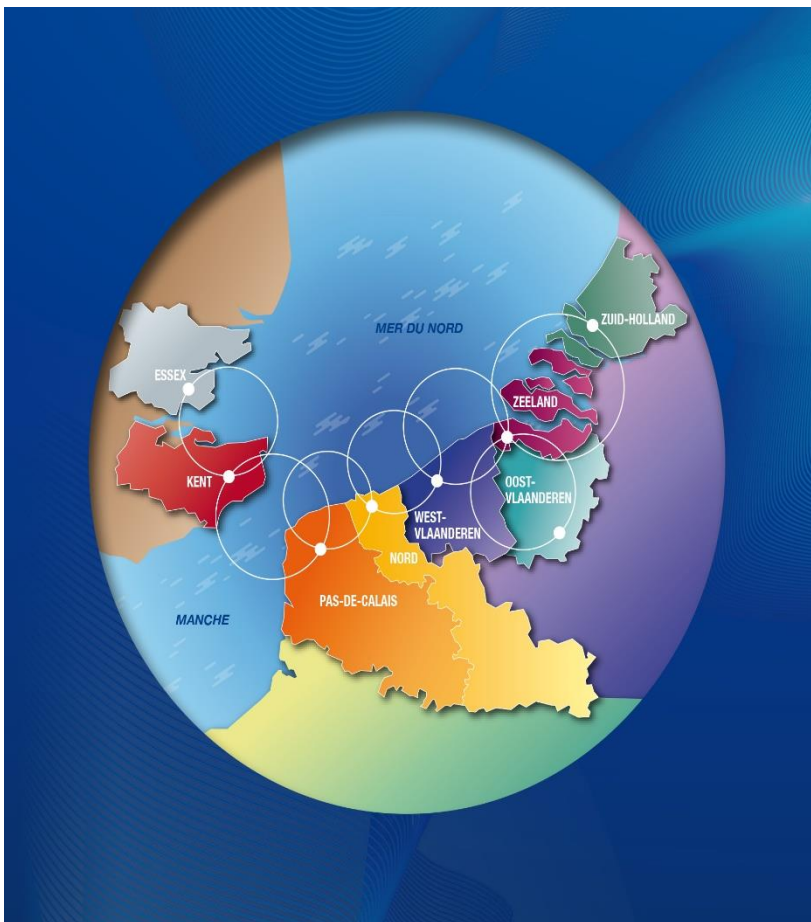 MER DU NORD
ZUID-HOLLAND
ESSEX
ZEELAND
KENT
OOST-
VLAANDEREN
WEST-
VLAANDEREN
NORD
PAS-DE-CALAIS
MANCHE